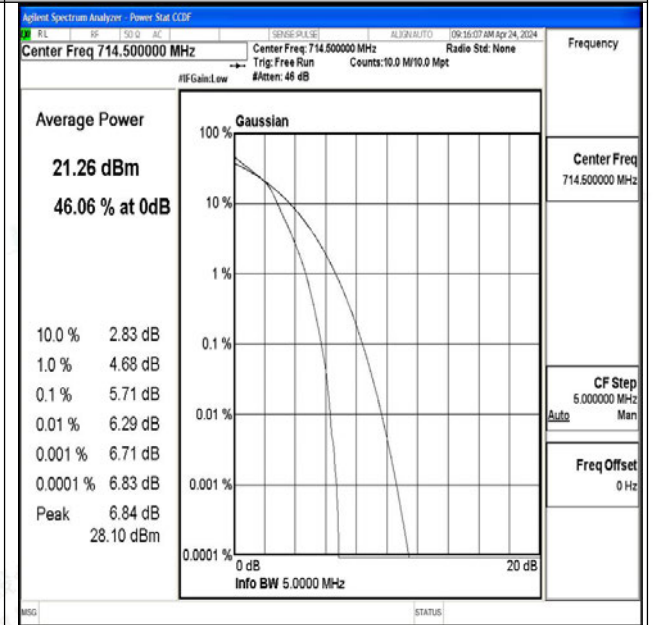 Agilent Spectrum Analyzer - Power Stat CCDF
RL RF 50 Ω AC SENSE:PULSE ALIGN AUTO 09:16:07 AM Apr 24, 2024
Center Freq 714.500000 MHz
Center Freq: 714.500000 MHz Radio Std: None
Trig: Free Run Counts:10.0 M/10.0 Mpt
#IFGain:Low #Atten: 46 dB
Frequency
Average Power
21.26 dBm
46.06 % at 0dB
10.0 % 2.83 dB
1.0 % 4.68 dB
0.1 % 5.71 dB
0.01 % 6.29 dB
0.001 % 6.71 dB
0.0001 % 6.83 dB
Peak 6.84 dB
28.10 dBm
Gaussian
100 %
10 %
1 %
0.1 %
0.01 %
0.001 %
0.0001 %
0 dB 20 dB
Info BW 5.0000 MHz
Center Freq
714.500000 MHz
CF Step
5.000000 MHz
Auto Man
Freq Offset
0 Hz
MSG STATUS